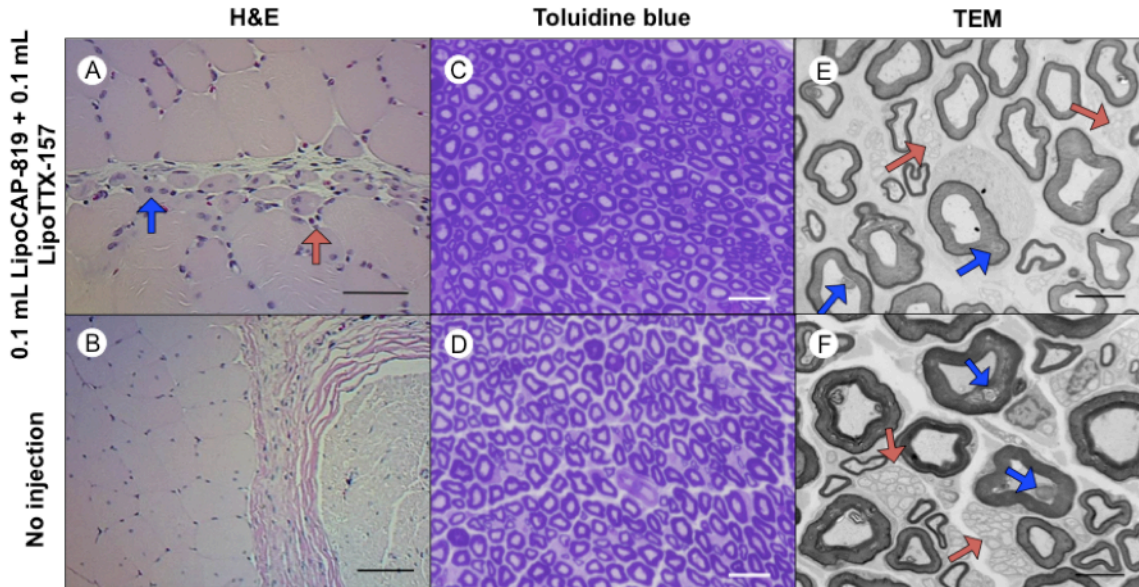 H&E
Toluidine blue
TEM
0.1 mL LipoCAP-819 + 0.1 mL
LipoTTX-157
A
C
E
No injection
B
D
F